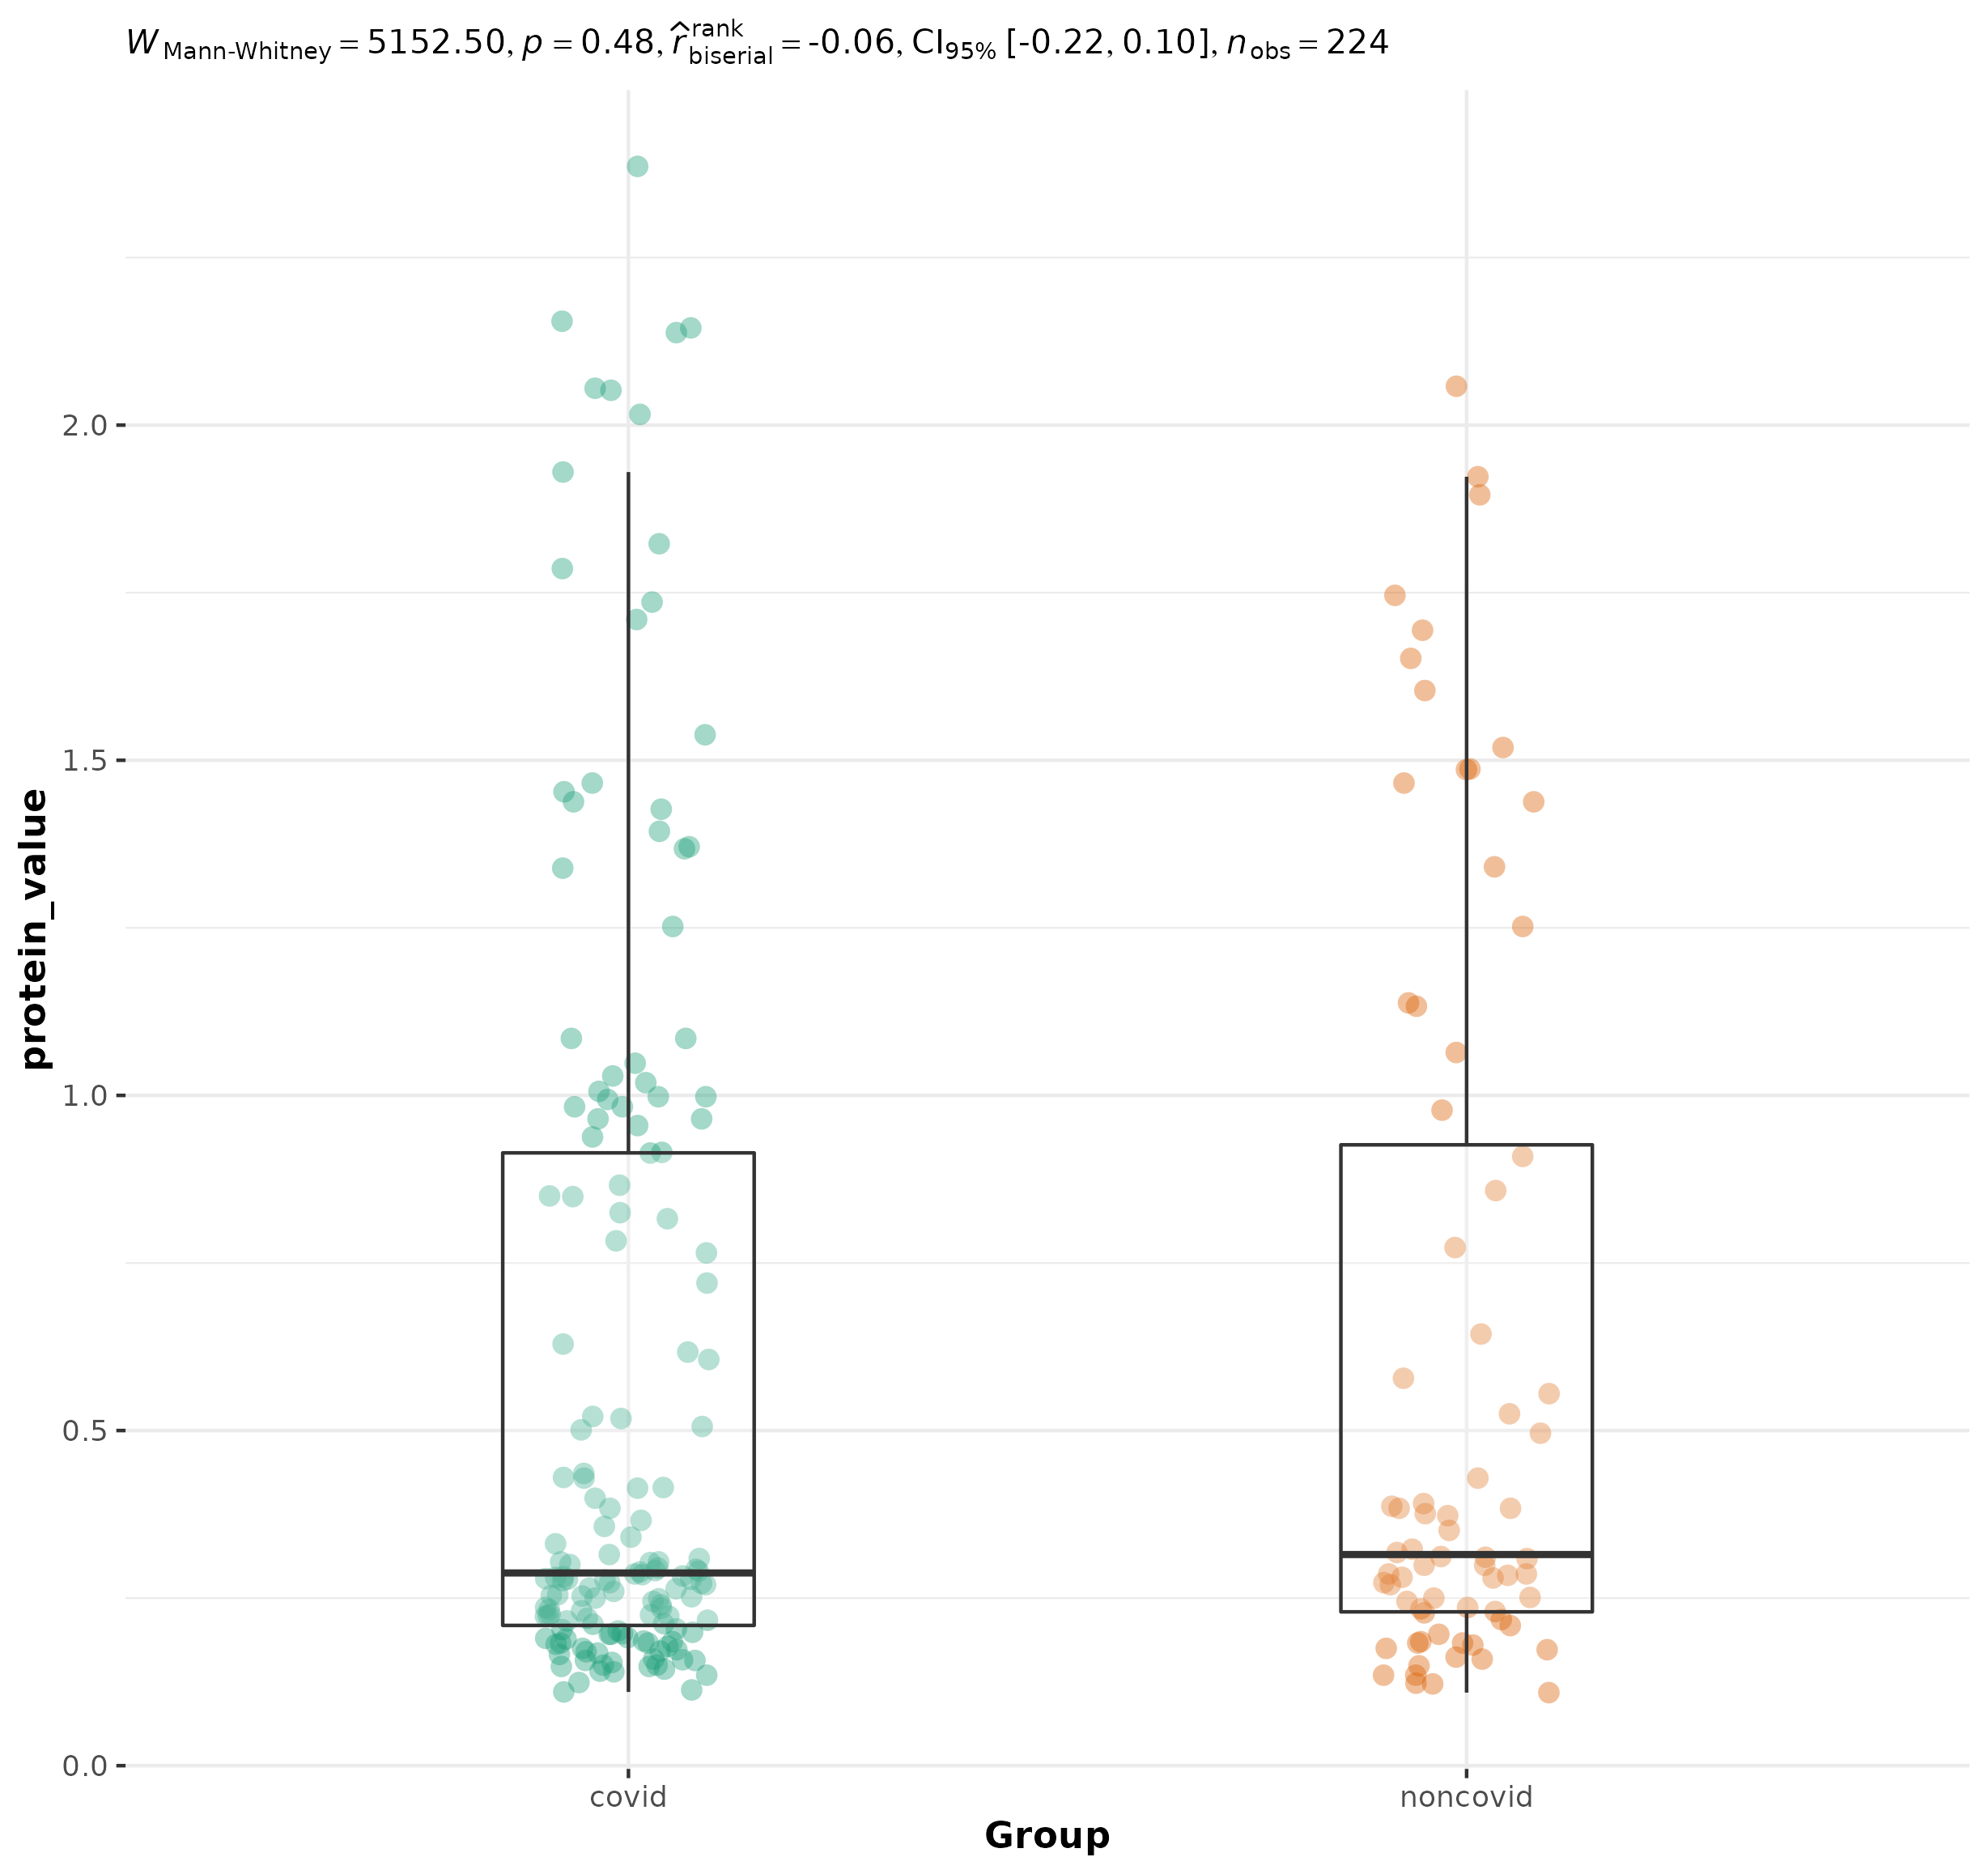 W Mann-Whitney = 5152.50, p = 0.48, r̂ rank biserial = -0.06, CI95% [-0.22, 0.10], n obs = 224
protein_value
2.0
1.5
1.0
0.5
0.0
covid noncovid
Group